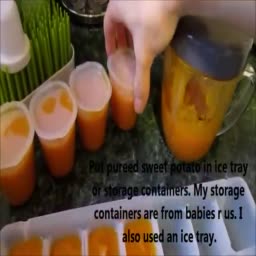 Put pureed sweet potato in ice tray
or storage containers. My storage
containers are from babies r us. I
also used an ice tray.